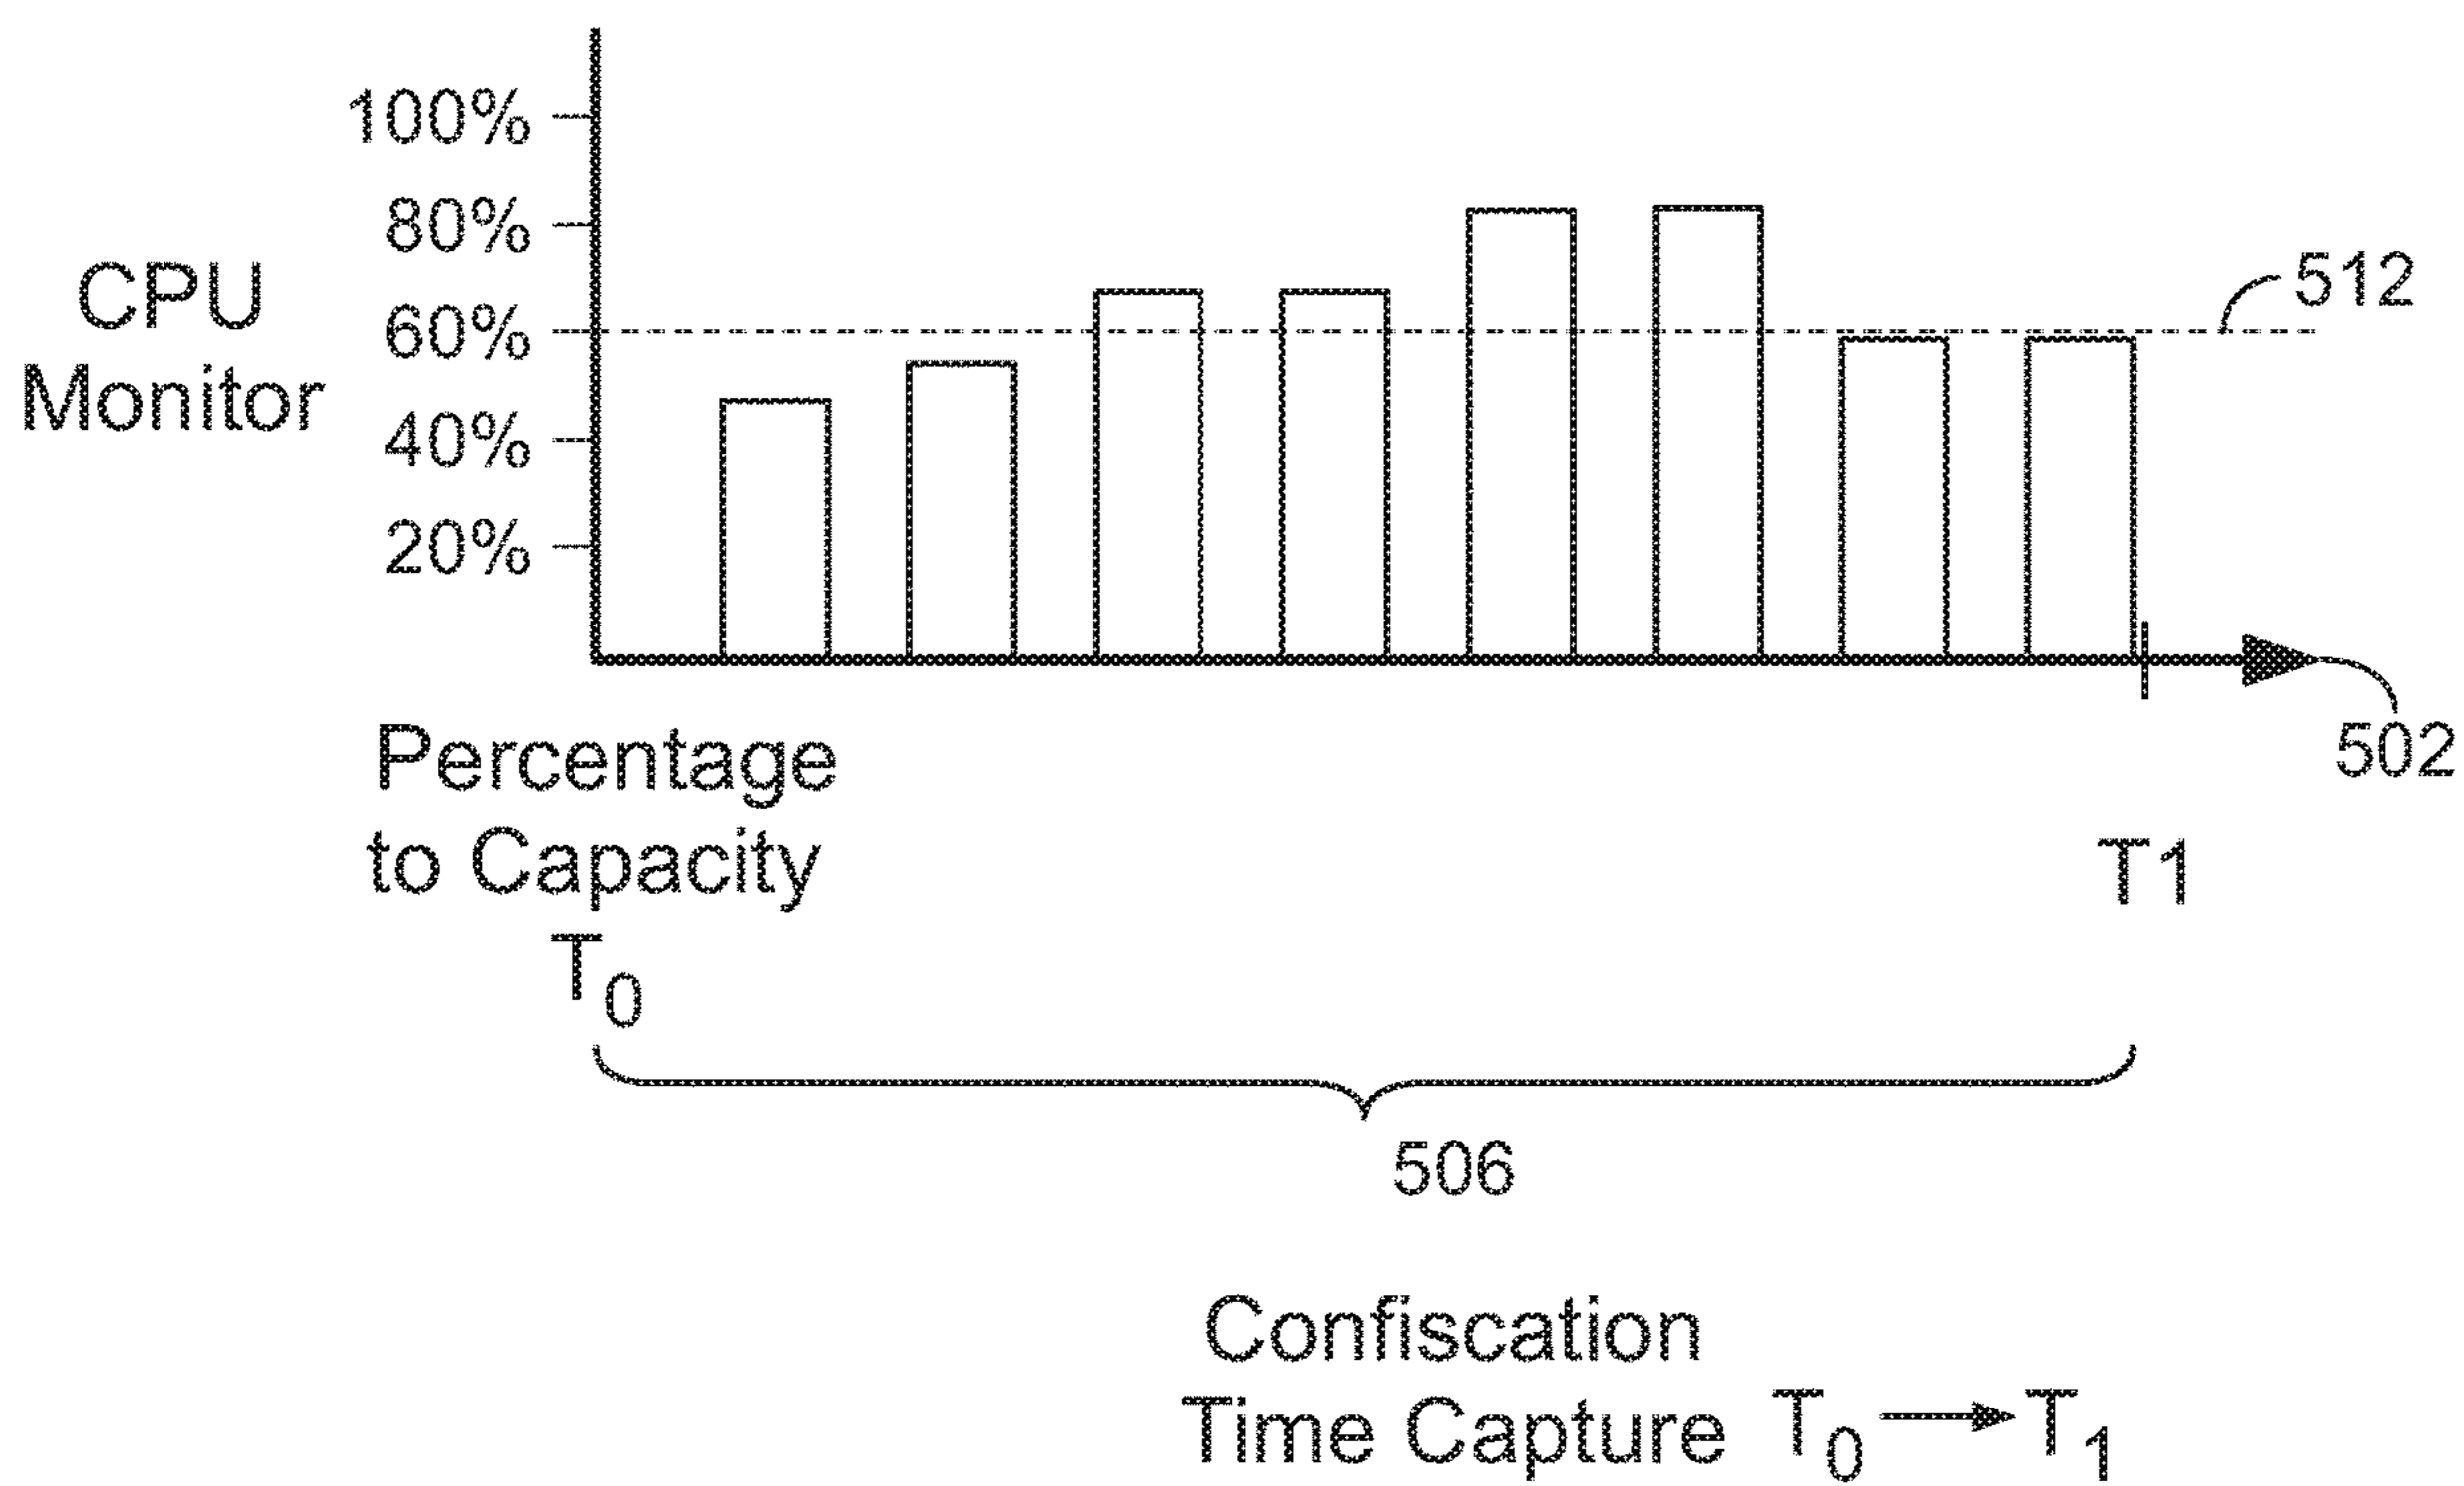 100%
80%
CPU
Monitor
60%
40%
20%
512
502
Percentage
to Capacity
T0
T1
506
Confiscation
Time Capture T0 → T1